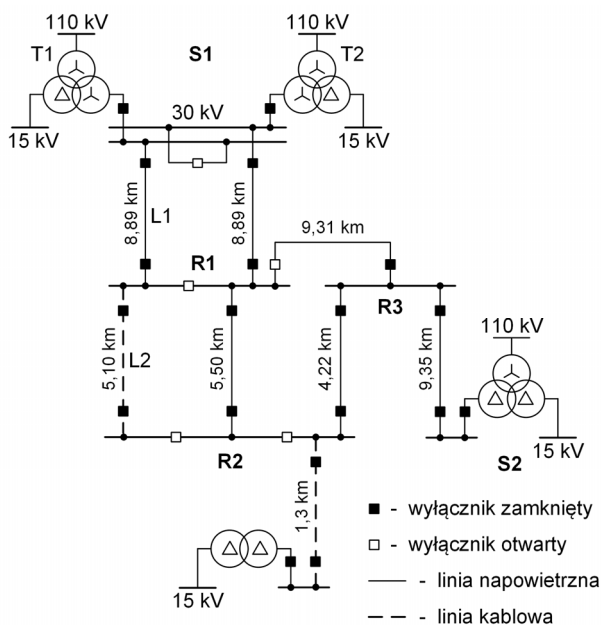 110 kV 110 kV
T1 S1 T2
30 kV
15 kV 15 kV
8,89 km L1 8,89 km
9,31 km
R1
R3
5,10 km L2 5,50 km 4,22 km 9,35 km
110 kV
15 kV
R2 S2
1,3 km
15 kV
- wyłącznik zamknięty
- wyłącznik otwarty
- linia napowietrzna
- linia kablowa